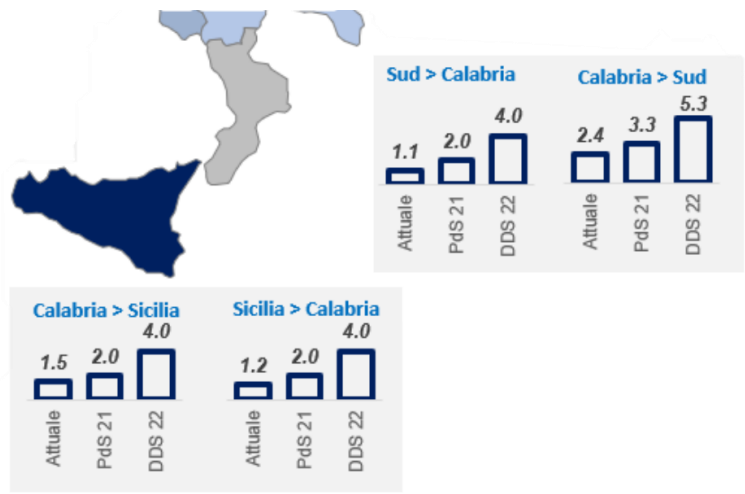 Sud > Calabria
1.1 2.0 4.0
Attuale PdS 21 DDS 22
Calabria > Sud
2.4 3.3 5.3
Attuale PdS 21 DDS 22
Calabria > Sicilia
1.5 2.0 4.0
Attuale PdS 21 DDS 22
Sicilia > Calabria
1.2 2.0 4.0
Attuale PdS 21 DDS 22